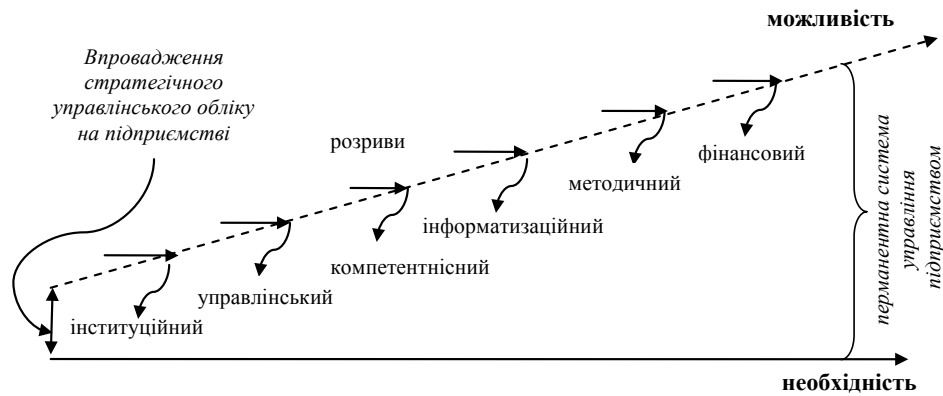 можливість
Впровадження
стратегічного
управлінського обліку
на підприємстві
розриви
фінансовий
методичний
інформатизаційний
компетентнісний
управлінський
інституційний
перманентна система
управління
підприємством
необхідність